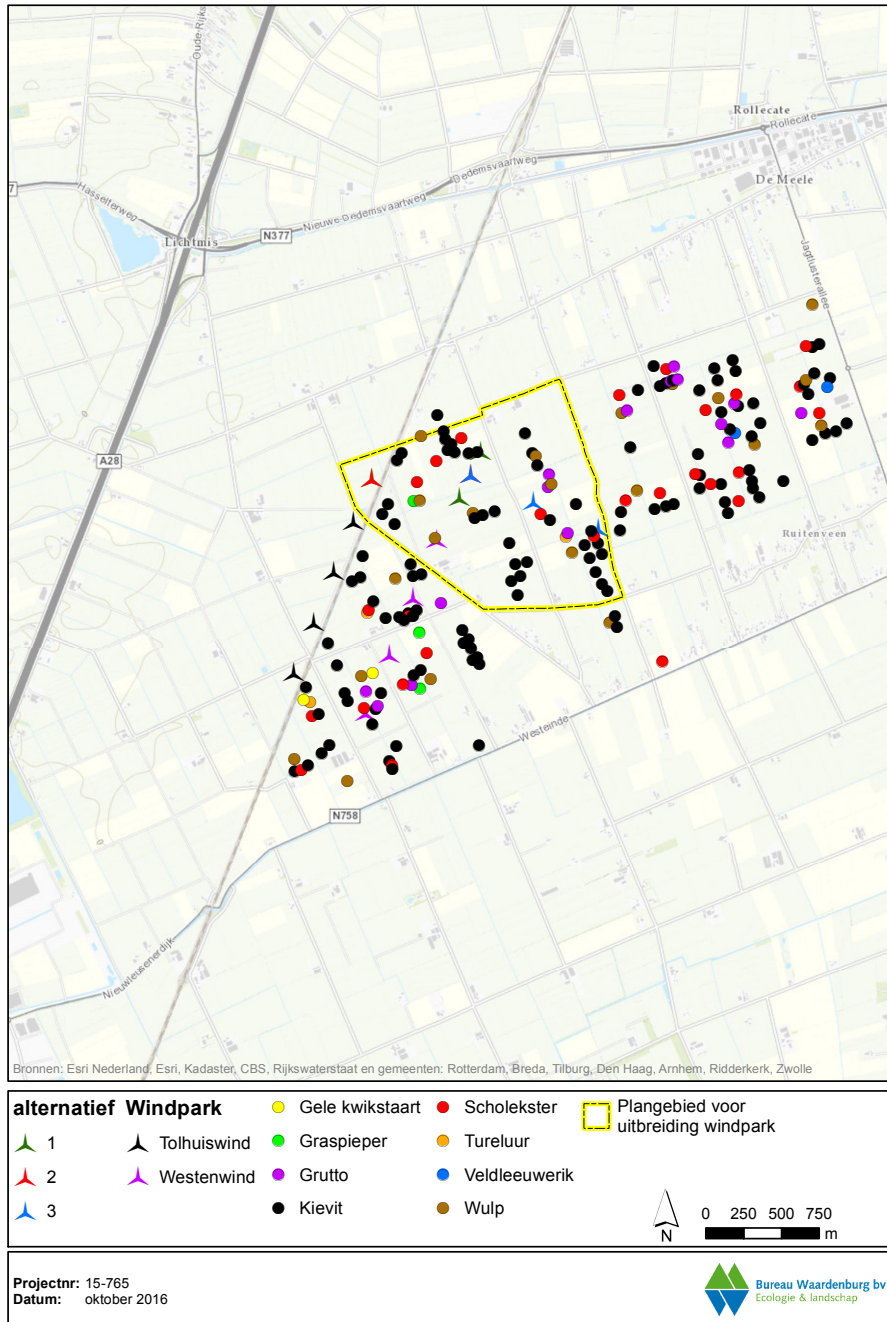 Oude-Rijks
Rollecate
Rollecate
De Meele
Dedemsvaartweg
Hasselterweg
7
Nieuwe-Dedemsvaartweg
Lichtmis
N377
Jagtlusterallee
A28
Ruitenveen
Westeinde
N758
Nieuwleusenerdijk
Bronnen: Esri Nederland, Esri, Kadaster, CBS, Rijkswaterstaat en gemeenten: Rotterdam, Breda, Tilburg, Den Haag, Arnhem, Ridderkerk, Zwolle
alternatief Windpark
1
2
3
Tolhuiswind
Westenwind
Gele kwikstaart
Graspieper
Grutto
Kievit
Scholekster
Tureluur
Veldleeuwerik
Wulp
Plangebied voor
uitbreiding windpark
N
0 250 500 750
m
Projectnr: 15-765
Datum: oktober 2016
Bureau Waardenburg bv
Ecologie & landschap